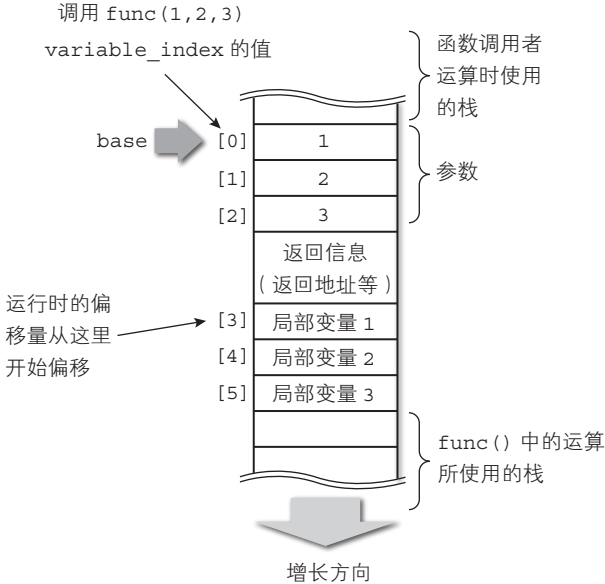 调用 func(1,2,3)
variable_index 的值
函数调用者
运算时使用
的栈
base
[0]
1
[1]
2
[2]
3
参数
返回信息
(返回地址等)
运行时的偏
移量从这里
开始偏移
[3]
局部变量 1
[4]
局部变量 2
[5]
局部变量 3
func() 中的运算
所使用的栈
增长方向